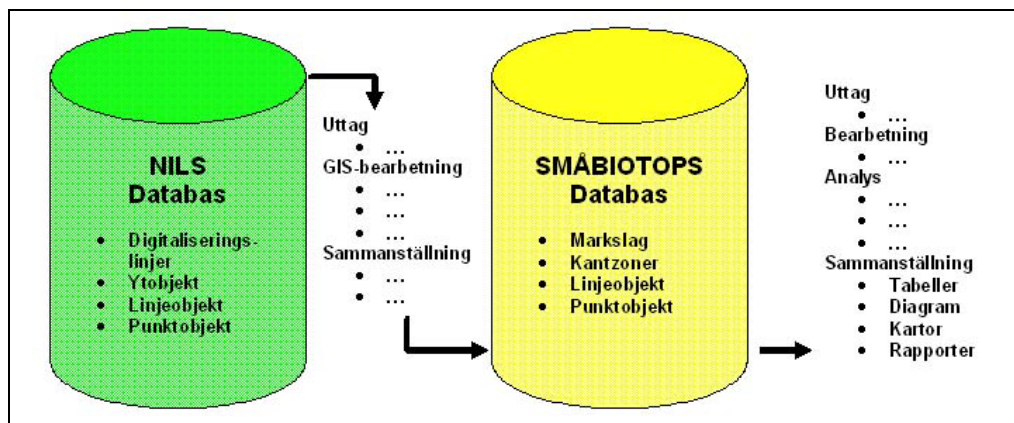 NILS
Databas
• Digitaliserings-
linjer
• Ytobjekt
• Linjeobjekt
• Punktobjekt
Uttag
• ...
GIS-bearbetning
• ...
• ...
• ...
Sammanställning
• ...
• ...
SMÅBIOTOPS
Databas
• Markslag
• Kantzoner
• Linjeobjekt
• Punktobjekt
Uttag
• ...
Bearbetning
• ...
Analys
• ...
• ...
• ...
Sammanställning
• Tabeller
• Diagram
• Kartor
• Rapporter